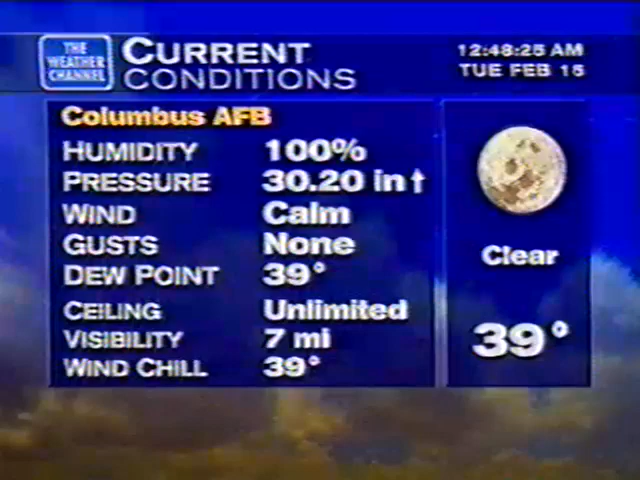 THE
WEATHER
CHANNEL
CURRENT
CONDITIONS
12:48:25 AM
TUE FEB 15
Columbus AFB
HUMIDITY 100%
PRESSURE 30.20 in↑
WIND Calm
GUSTS None
DEW POINT 39°
CEILING Unlimited
VISIBILITY 7 mi
WIND CHILL 39°
Clear
39°